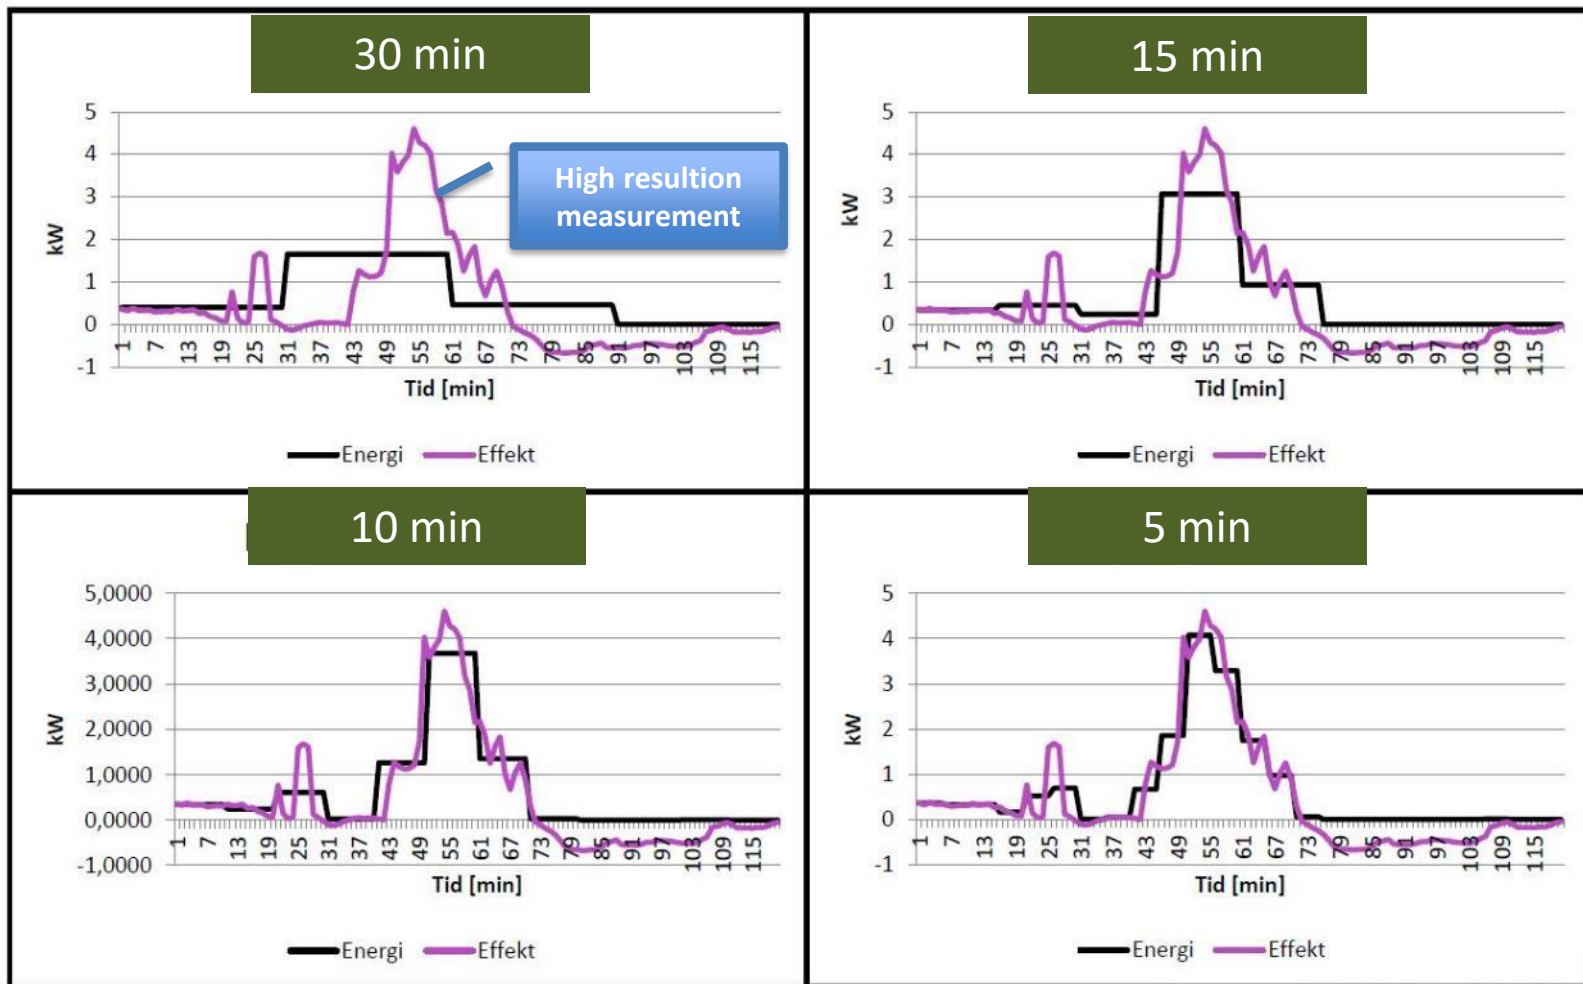 30 min
5
4
3
2
1
0
-1
kW
1 7 13 19 25 31 37 43 49 55 61 67 73 79 85 91 97 103 109 115
Tid [min]
Energi Effekt
High resultion
measurement
15 min
5
4
3
2
1
0
-1
kW
1 7 13 19 25 31 37 43 49 55 61 67 73 79 85 91 97 103 109 115
Tid [min]
Energi Effekt
10 min
5,0000
4,0000
3,0000
2,0000
1,0000
0,0000
-1,0000
kW
1 7 13 19 25 31 37 43 49 55 61 67 73 79 85 91 97 103 109 115
Tid [min]
Energi Effekt
5 min
5
4
3
2
1
0
-1
kW
1 7 13 19 25 31 37 43 49 55 61 67 73 79 85 91 97 103 109 115
Tid [min]
Energi Effekt